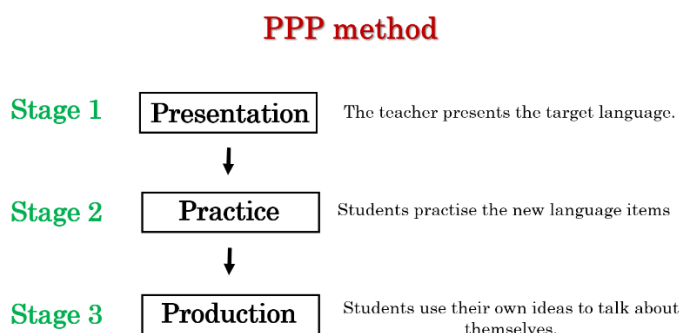 PPP method
Stage 1
Presentation
The teacher presents the target language.
Stage 2
Practice
Students practise the new language items
Stage 3
Production
Students use their own ideas to talk about
themselves.